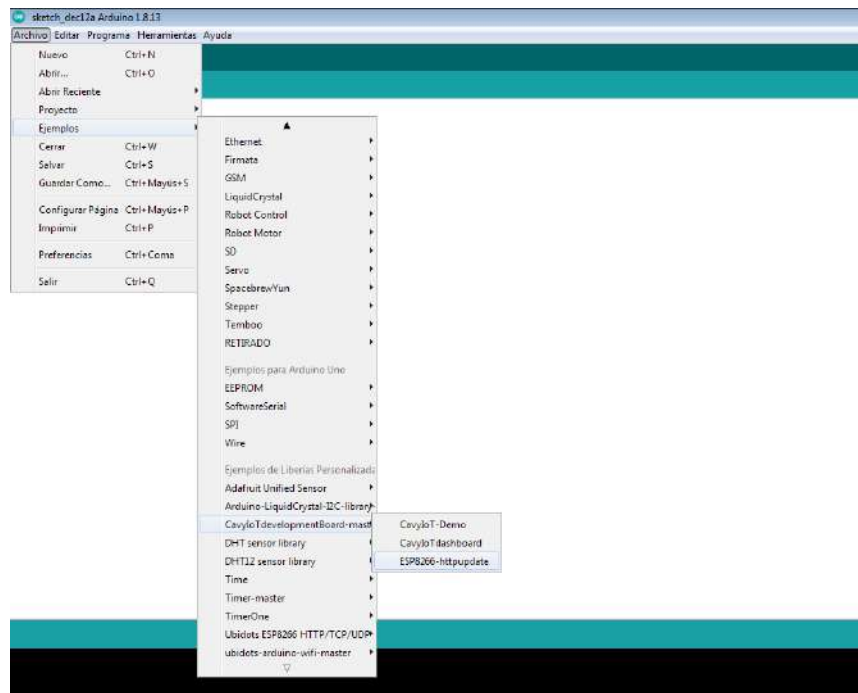 sketch_dec12a Arduino 1.8.13
Archivo Editar Programa Herramientas Ayuda
Nuevo Ctrl+N
Abrir... Ctrl+O
Abrir Reciente
Proyecto
Ejemplos
Cerrar Ctrl+W
Salvar Ctrl+S
Guardar Como... Ctrl+Mayús+S
Configurar Página Ctrl+Mayús+P
Imprimir Ctrl+P
Preferencias Ctrl+Coma
Salir Ctrl+Q
Ethernet
Firmata
GSM
LiquidCrystal
Robot Control
Robot Motor
SD
Servo
SpacebrewYun
Stepper
Temboo
RETIRADO
Ejemplos para Arduino Uno
EEPROM
SoftwareSerial
SPI
Wire
Ejemplos de Liberías Personalizada
Adafruit Unified Sensor
Arduino-LiquidCrystal-I2C-library
CavyIoTdevelopmentBoard-mast
DHT sensor library
DHT12 sensor library
Time
Timer-master
TimerOne
Ubidots ESP8266 HTTP/TCP/UDP
ubidots-arduino-wifi-master
CavyIoT-Demo
CavyIoTdashboard
ESP8266-httpupdate